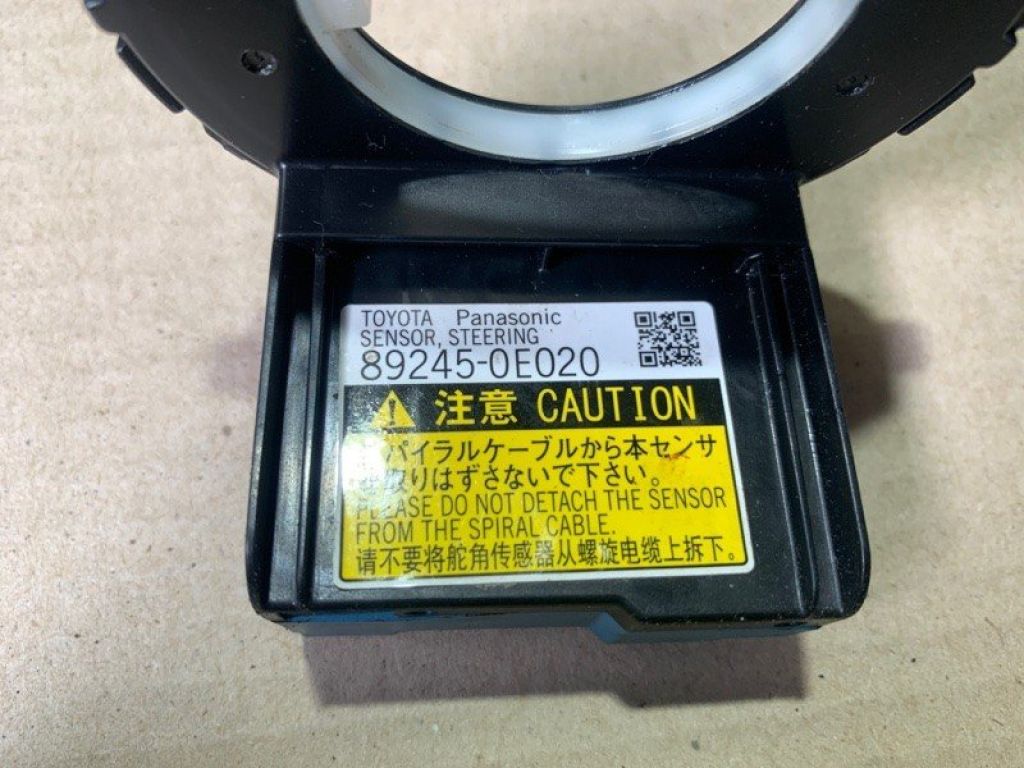 TOYOTA Panasonic
SENSOR, STEERING
89245-0E020
注意 CAUTION
スパイラルケーブルから本センサ
を取りはずさないで下さい。
PLEASE DO NOT DETACH THE SENSOR
FROM THE SPIRAL CABLE.
请不要将舵角传感器从螺旋电缆上拆下。